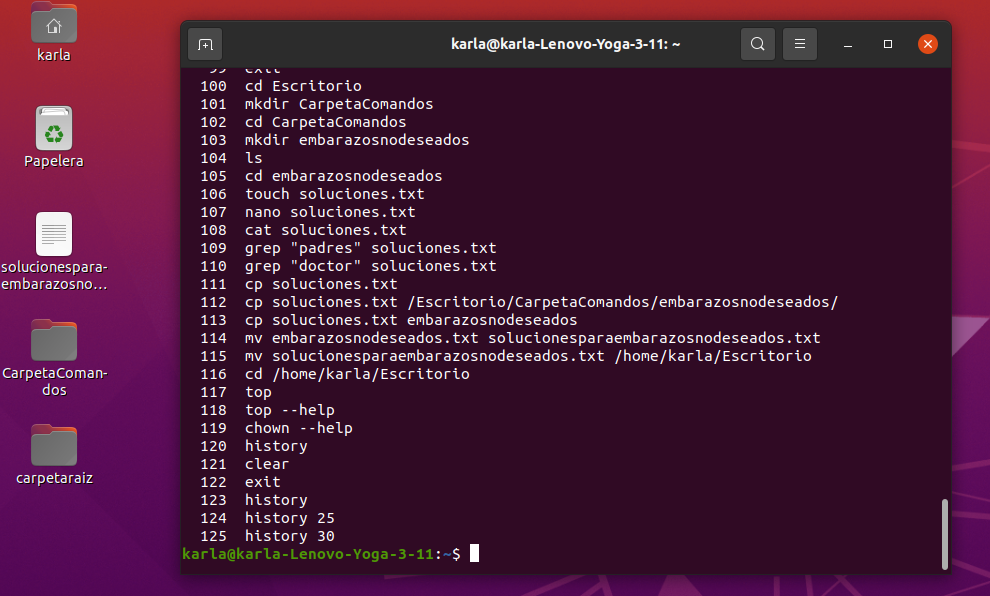 karla
Papelera
solucionespara-
embarazosno...
CarpetaComan-
dos
carpetaraiz
karla@karla-Lenovo-Yoga-3-11: ~
99 exit
100 cd Escritorio
101 mkdir CarpetaComandos
102 cd CarpetaComandos
103 mkdir embarazosnodeseados
104 ls
105 cd embarazosnodeseados
106 touch soluciones.txt
107 nano soluciones.txt
108 cat soluciones.txt
109 grep "padres" soluciones.txt
110 grep "doctor" soluciones.txt
111 cp soluciones.txt
112 cp soluciones.txt /Escritorio/CarpetaComandos/embarazosnodeseados/
113 cp soluciones.txt embarazosnodeseados
114 mv embarazosnodeseados.txt solucionesparaembarazosnodeseados.txt
115 mv solucionesparaembarazosnodeseados.txt /home/karla/Escritorio
116 cd /home/karla/Escritorio
117 top
118 top --help
119 chown --help
120 history
121 clear
122 exit
123 history
124 history 25
125 history 30
karla@karla-Lenovo-Yoga-3-11:~$